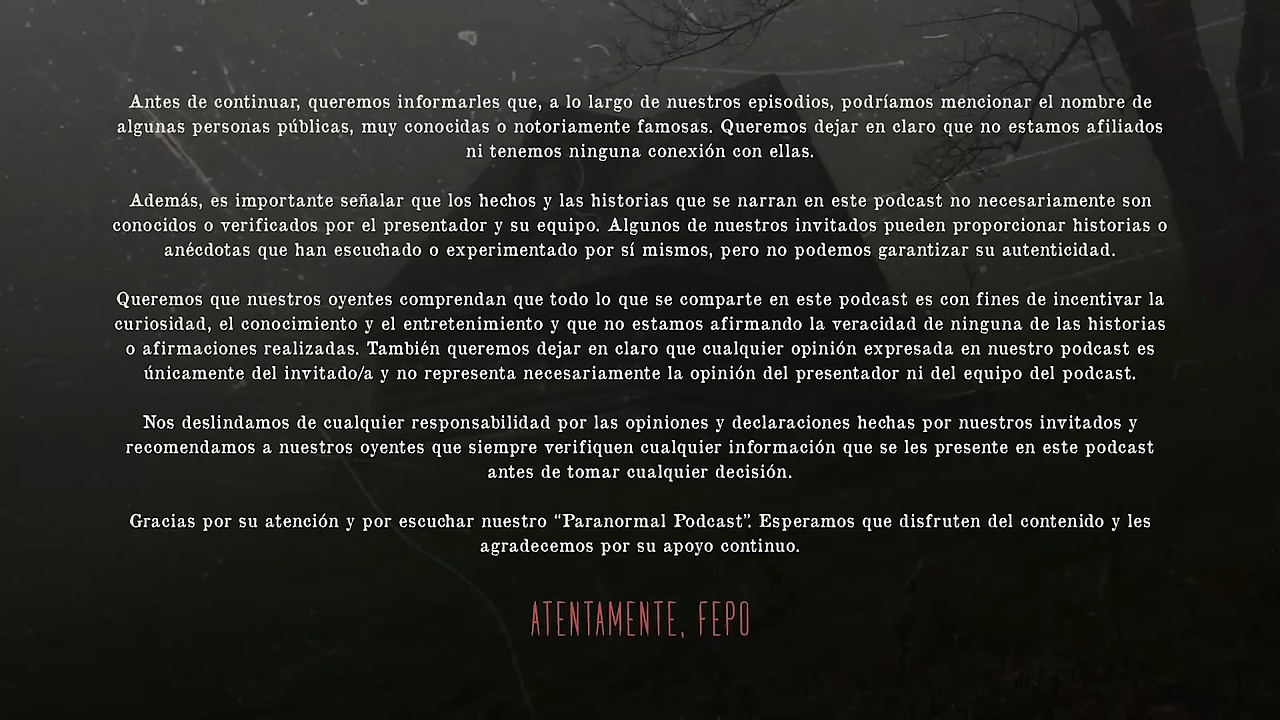 Antes de continuar, queremos informarles que, a lo largo de nuestros episodios, podríamos mencionar el nombre de
algunas personas públicas, muy conocidas o notoriamente famosas. Queremos dejar en claro que no estamos afiliados
ni tenemos ninguna conexión con ellas.
Además, es importante señalar que los hechos y las historias que se narran en este podcast no necesariamente son
conocidos o verificados por el presentador y su equipo. Algunos de nuestros invitados pueden proporcionar historias o
anécdotas que han escuchado o experimentado por sí mismos, pero no podemos garantizar su autenticidad.
Queremos que nuestros oyentes comprendan que todo lo que se comparte en este podcast es con fines de incentivar la
curiosidad, el conocimiento y el entretenimiento y que no estamos afirmando la veracidad de ninguna de las historias
o afirmaciones realizadas. También queremos dejar en claro que cualquier opinión expresada en nuestro podcast es
únicamente del invitado/a y no representa necesariamente la opinión del presentador ni del equipo del podcast.
Nos deslindamos de cualquier responsabilidad por las opiniones y declaraciones hechas por nuestros invitados y
recomendamos a nuestros oyentes que siempre verifiquen cualquier información que se les presente en este podcast
antes de tomar cualquier decisión.
Gracias por su atención y por escuchar nuestro “Paranormal Podcast”. Esperamos que disfruten del contenido y les
agradecemos por su apoyo continuo.
ATENTAMENTE, FEPO